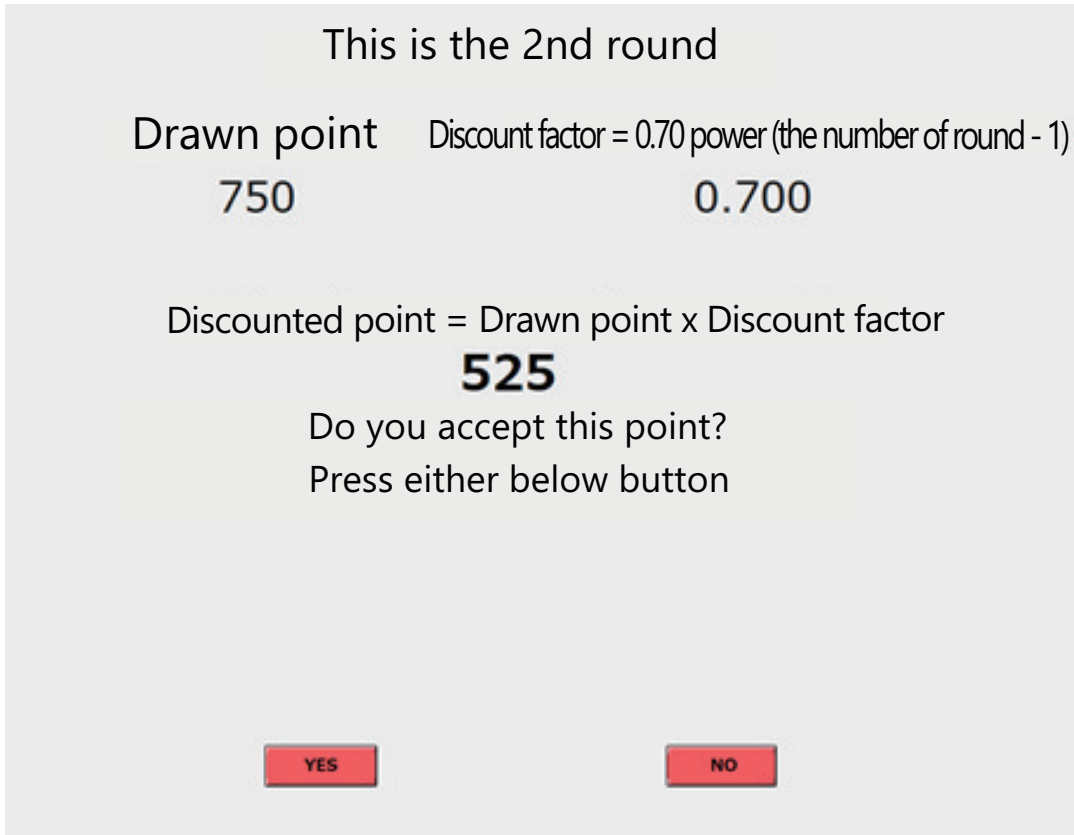 This is the 2nd round
Drawn point Discount factor = 0.70 power (the number of round - 1)
750 0.700
Discounted point = Drawn point x Discount factor
525
Do you accept this point?
Press either below button
YES NO